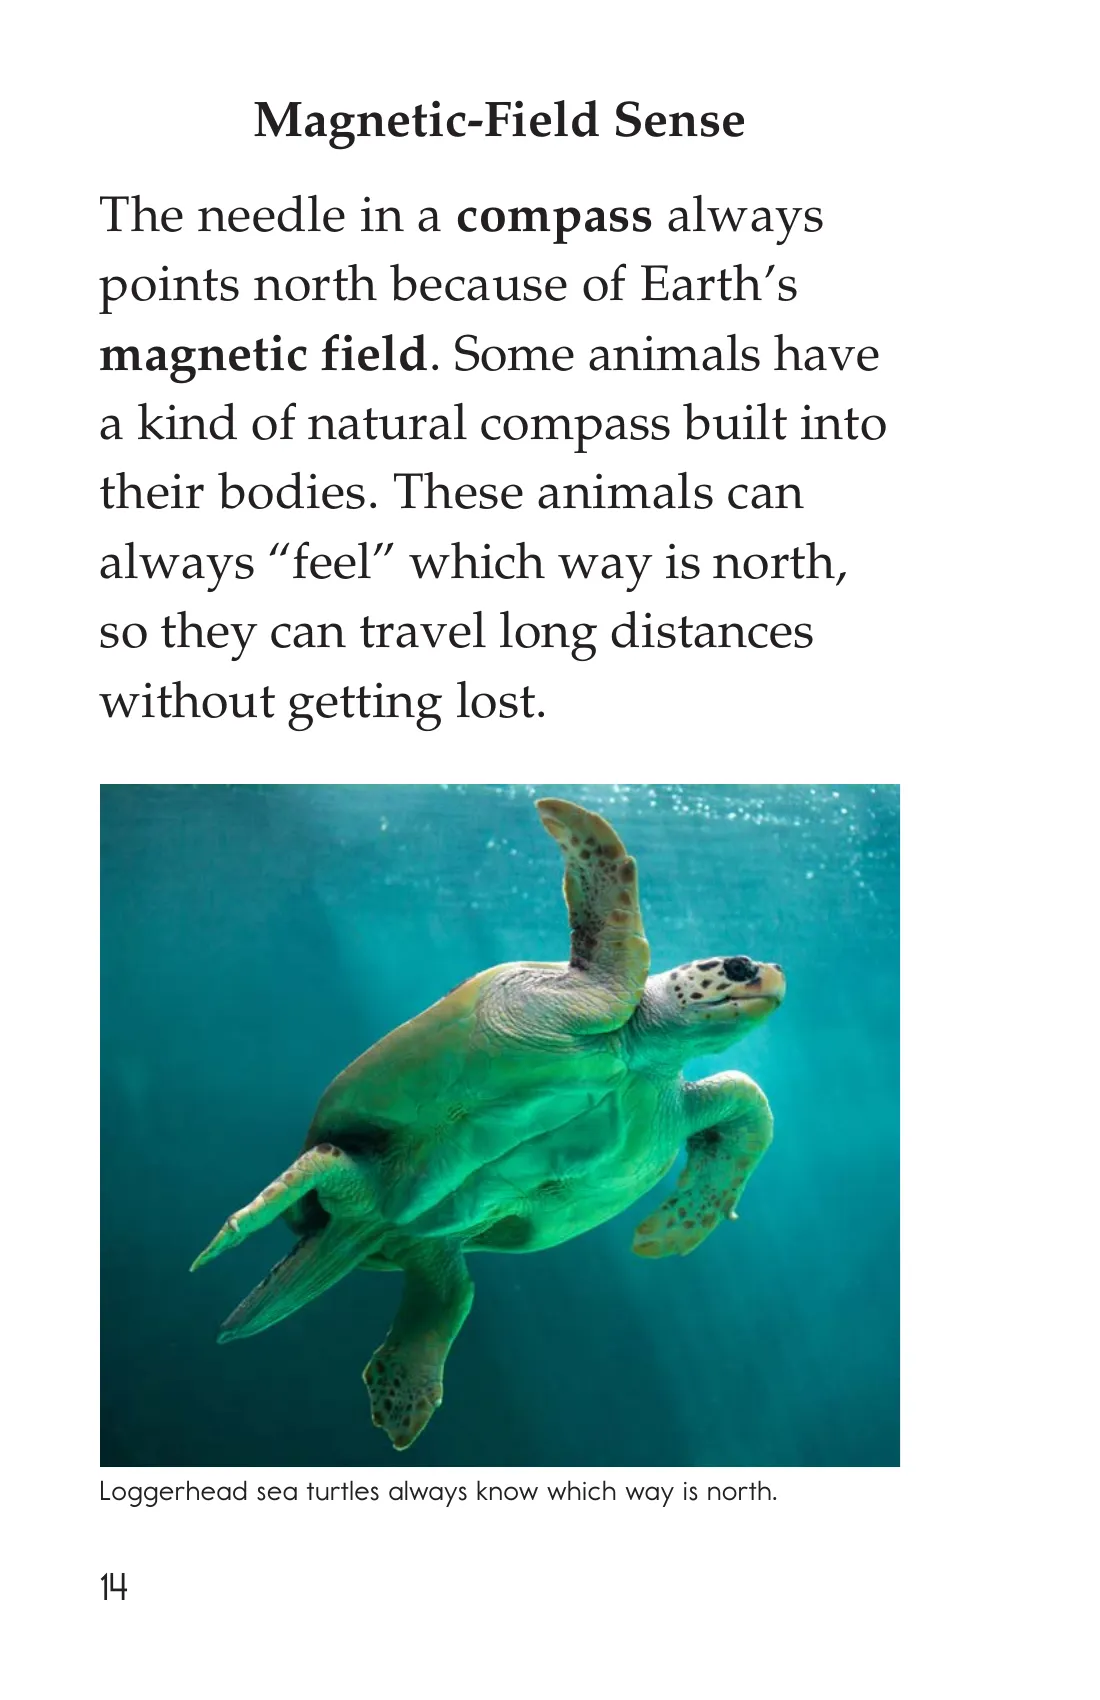 Magnetic-Field Sense
The needle in a compass always
points north because of Earth’s
magnetic field. Some animals have
a kind of natural compass built into
their bodies. These animals can
always “feel” which way is north,
so they can travel long distances
without getting lost.
Loggerhead sea turtles always know which way is north.
14